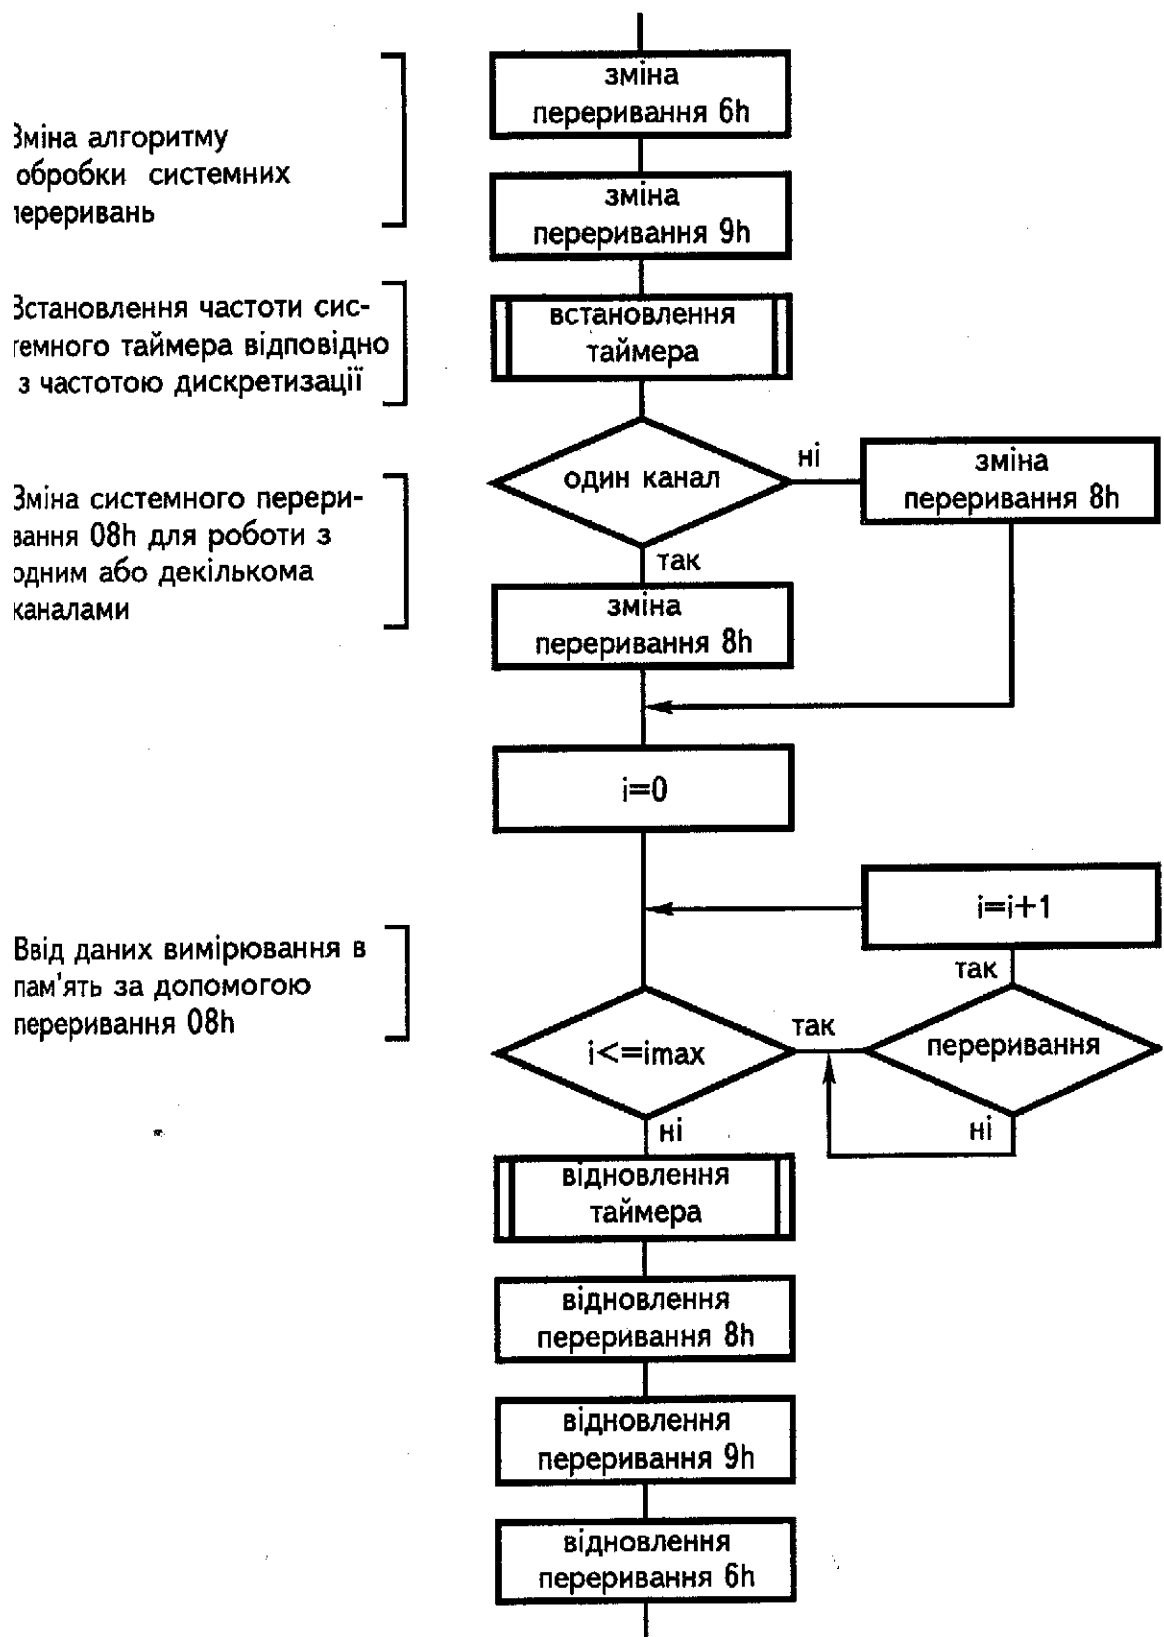 зміна
переривання 6h
Зміна алгоритму
обробки системних
переривань
зміна
переривання 9h
Встановлення частоти сис-
темного таймера відповідно
з частотою дискретизації
встановлення
таймера
один канал
ні
зміна
переривання 8h
Зміна системного перери-
вання 08h для роботи з
одним або декількома
каналами
так
зміна
переривання 8h
i=0
i=i+1
так
Ввід даних вимірювання в
пам'ять за допомогою
переривання 08h
i<=imax
так
переривання
ні
ні
відновлення
таймера
відновлення
переривання 8h
відновлення
переривання 9h
відновлення
переривання 6h